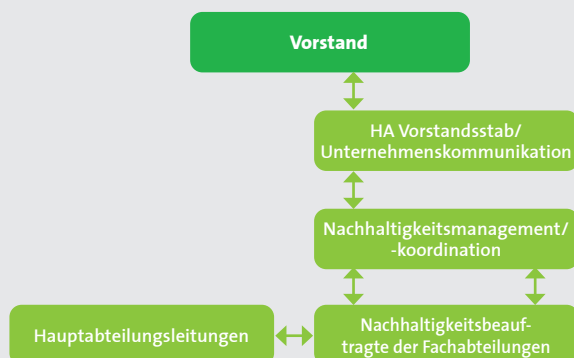 Vorstand
HA Vorstandsstab/
Unternehmenskommunikation
Nachhaltigkeitsmanagement/
-koordination
Hauptabteilungsleitungen
Nachhaltigkeitsbeauf-
tragte der Fachabteilungen